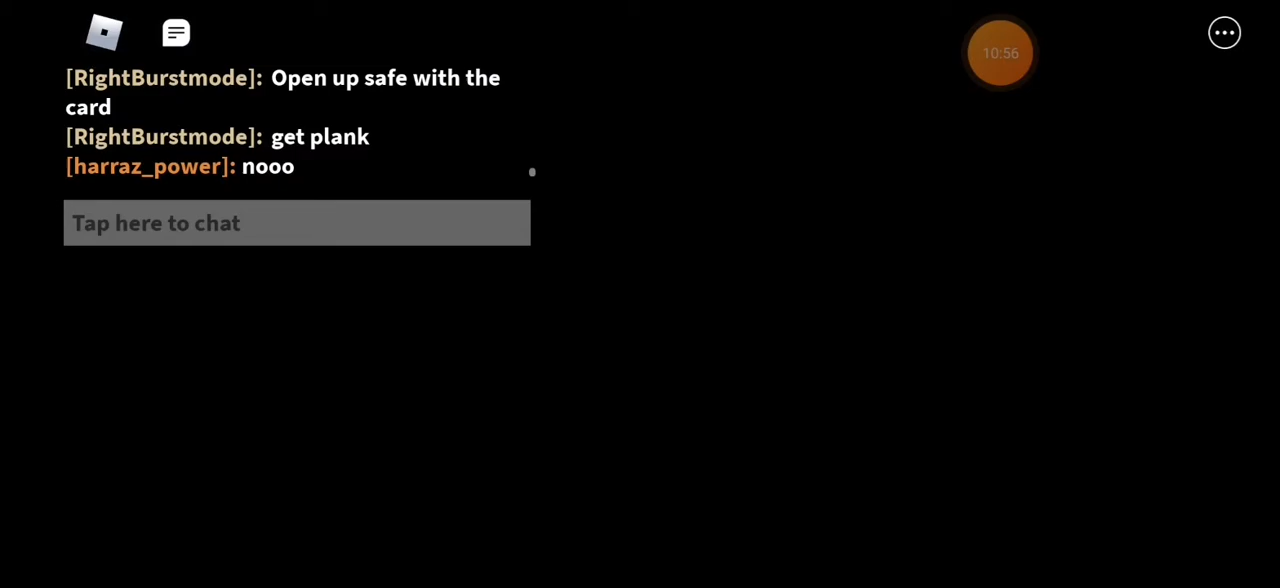 [RightBurstmode]: Open up safe with the
card
[RightBurstmode]: get plank
[harraz_power]: nooo
Tap here to chat
10:56